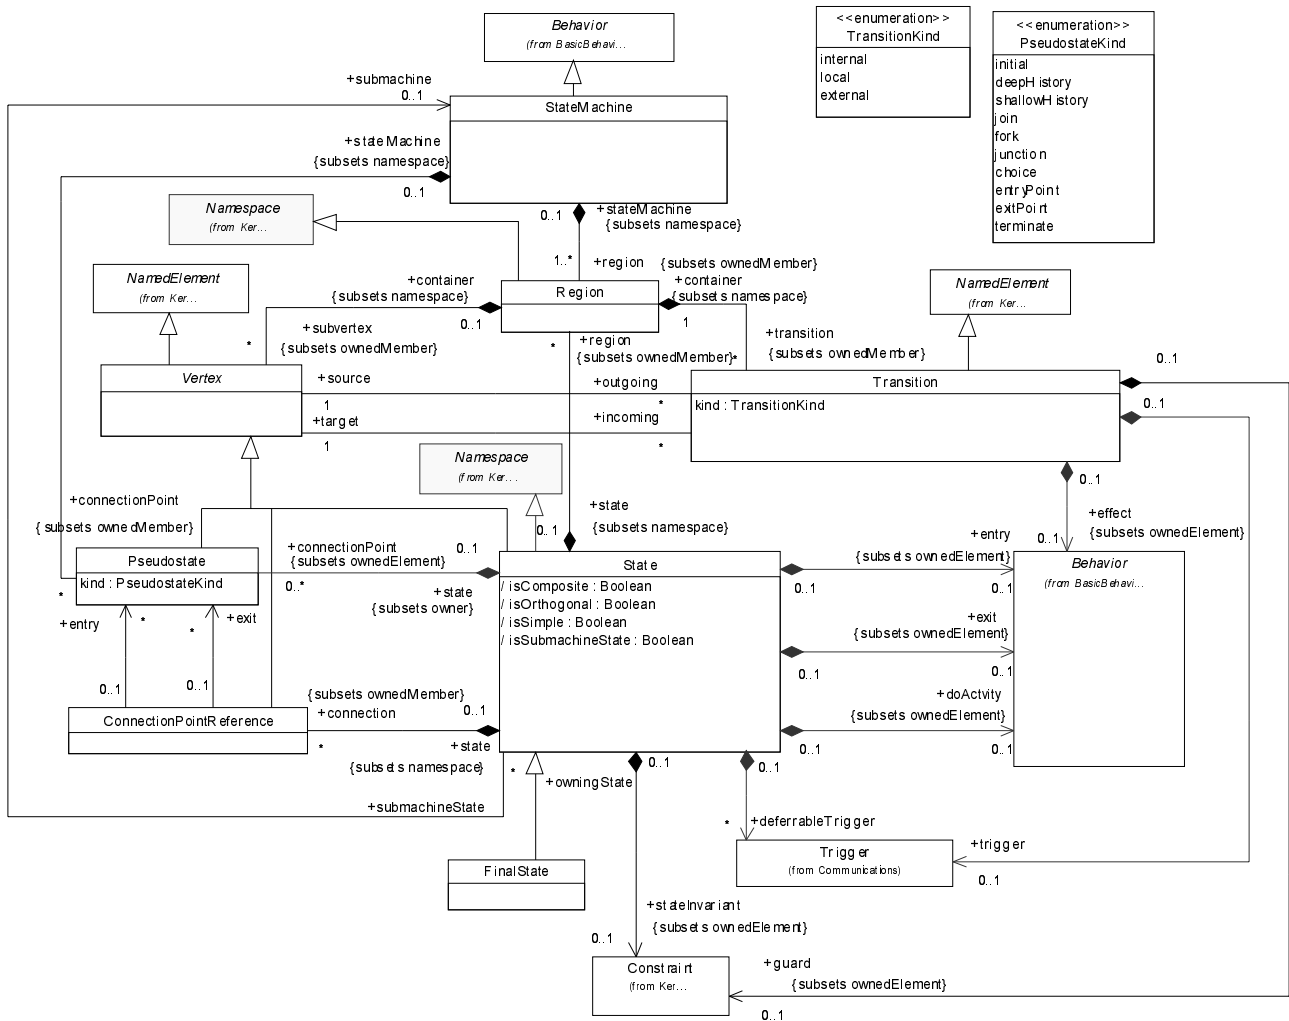 Behavior
(from BasicBehavi...
<<enumeration>>
TransitionKind
internal
local
external
<<enumeration>>
PseudostateKind
initial
deepHistory
shallowHistory
join
fork
junction
choice
entryPoint
exitPoint
terminate
+submachine
0..1
StateMachine
+stateMachine
{subsets namespace}
0..1
Namespace
(from Ker...
0..1
+stateMachine
{subsets namespace}
1..*
+region
{subsets ownedMember}
NamedElement
(from Ker...
+container
{subsets namespace}
0..1
Region
+container
{subsets namespace}
1
NamedElement
(from Ker...
+subvertex
{subsets ownedMember}
*
*
+region
{subsets ownedMember}
+transition
{subsets ownedMember}
*
0..1
Vertex
+source
1
+outgoing
*
Transition
kind : TransitionKind
0..1
+target
1
+incoming
*
Namespace
(from Ker...
0..1
+connectionPoint
{subsets ownedMember}
+state
{subsets namespace}
0..1
+effect
{subsets ownedElement}
0..1
Pseudostate
kind : PseudostateKind
*
+connectionPoint
{subsets ownedElement}
0..*
0..1
+state
{subsets owner}
State
/ isComposite : Boolean
/ isOrthogonal : Boolean
/ isSimple : Boolean
/ isSubmachineState : Boolean
+entry
{subsets ownedElement}
0..1
0..1
Behavior
(from BasicBehavi...
+entry
*
*
+exit
0..1
0..1
+exit
{subsets ownedElement}
0..1
0..1
ConnectionPointReference
{subsets ownedMember}
+connection
*
0..1
+state
{subsets namespace}
+doActvity
{subsets ownedElement}
0..1
0..1
*
+submachineState
+owningState
0..1
0..1
FinalState
*
+deferrableTrigger
Trigger
(from Communications)
+trigger
0..1
+stateInvariant
{subsets ownedElement}
0..1
Constraint
(from Ker...
+guard
{subsets ownedElement}
0..1